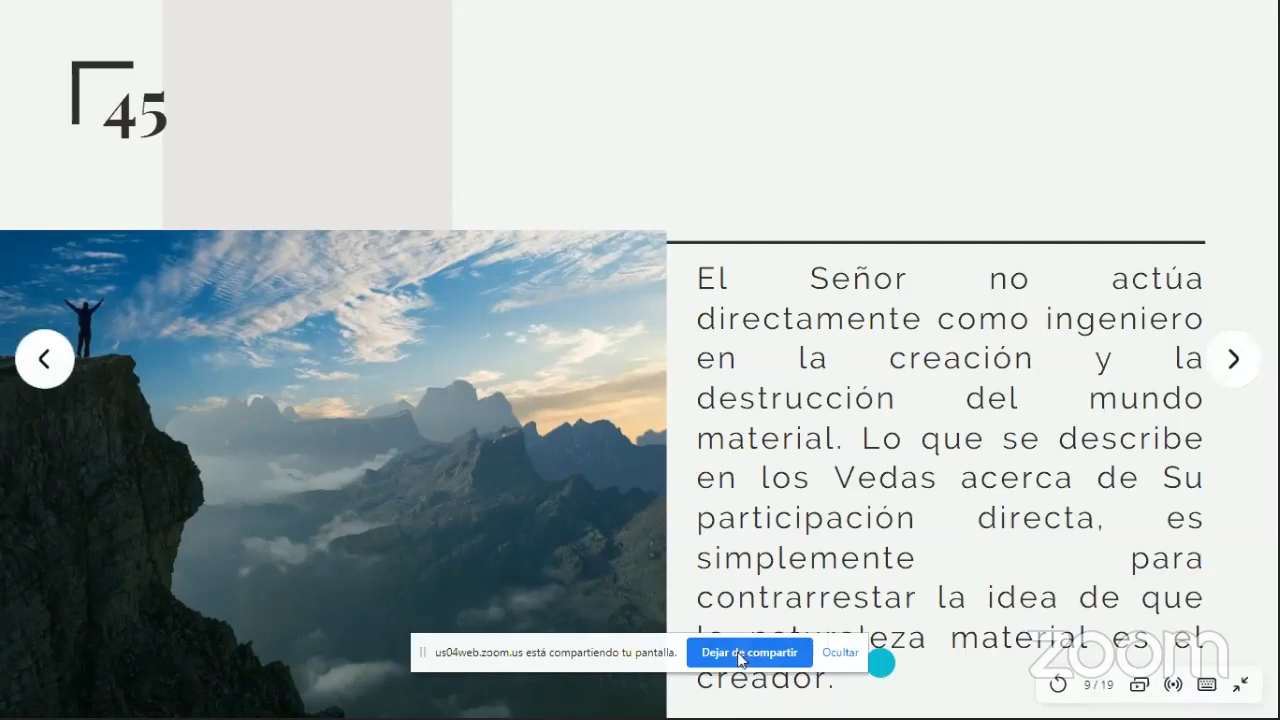 45
El Señor no actúa
directamente como ingeniero
en la creación y la
destrucción del mundo
material. Lo que se describe
en los Vedas acerca de Su
participación directa, es
simplemente para
contrarrestar la idea de que
la naturaleza material es el
creador.
us04web.zoom.us está compartiendo tu pantalla.
Dejar de compartir
Ocultar
zoom
9 / 19